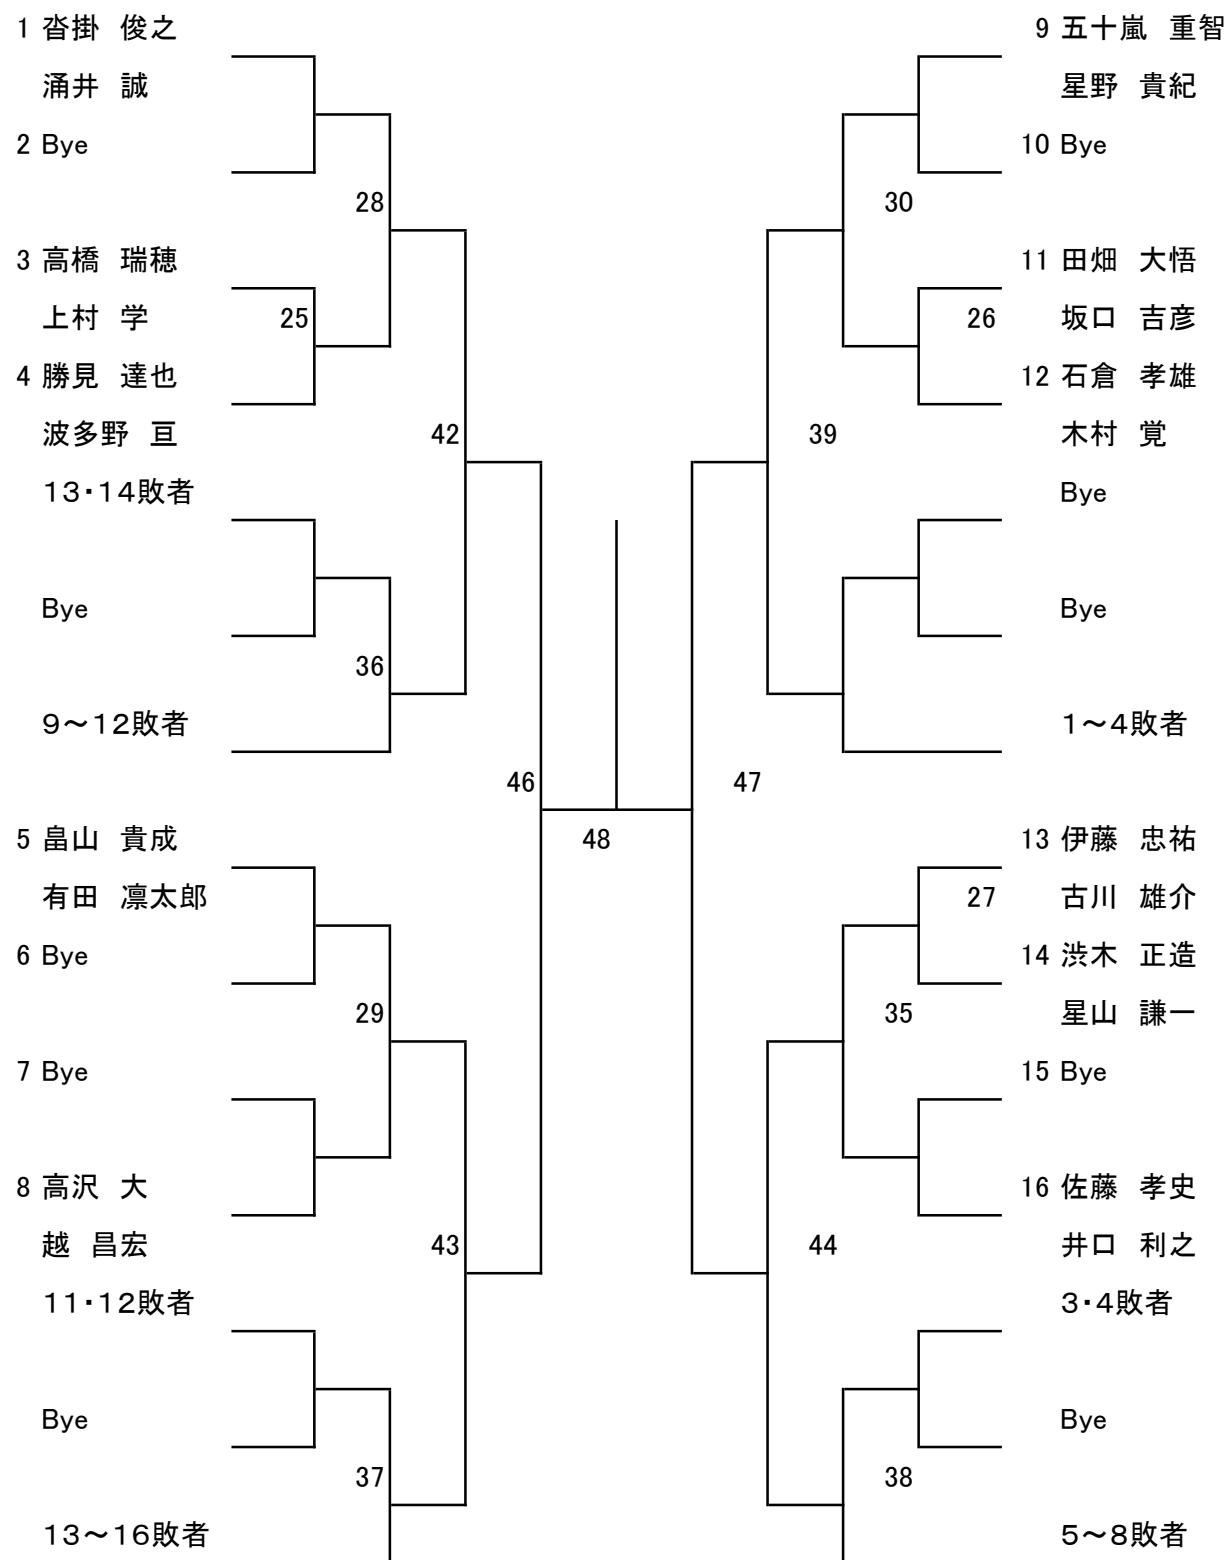 1 沓掛　俊之
涌井　誠
2 Bye
28
3 高橋　瑞穂
上村　学
25
4 勝見　達也
波多野　亘
42
13・14敗者
Bye
36
9～12敗者
46
5 畠山　貴成
有田　凛太郎
6 Bye
29
7 Bye
8 高沢　大
越　昌宏
43
11・12敗者
Bye
37
13～16敗者
48
9 五十嵐　重智
星野　貴紀
10 Bye
30
11 田畑　大悟
26
坂口　吉彦
12 石倉　孝雄
39
木村　覚
Bye
Bye
1～4敗者
47
13 伊藤　忠祐
27
古川　雄介
14 渋木　正造
35
星山　謙一
15 Bye
16 佐藤　孝史
44
井口　利之
3・4敗者
Bye
38
5～8敗者